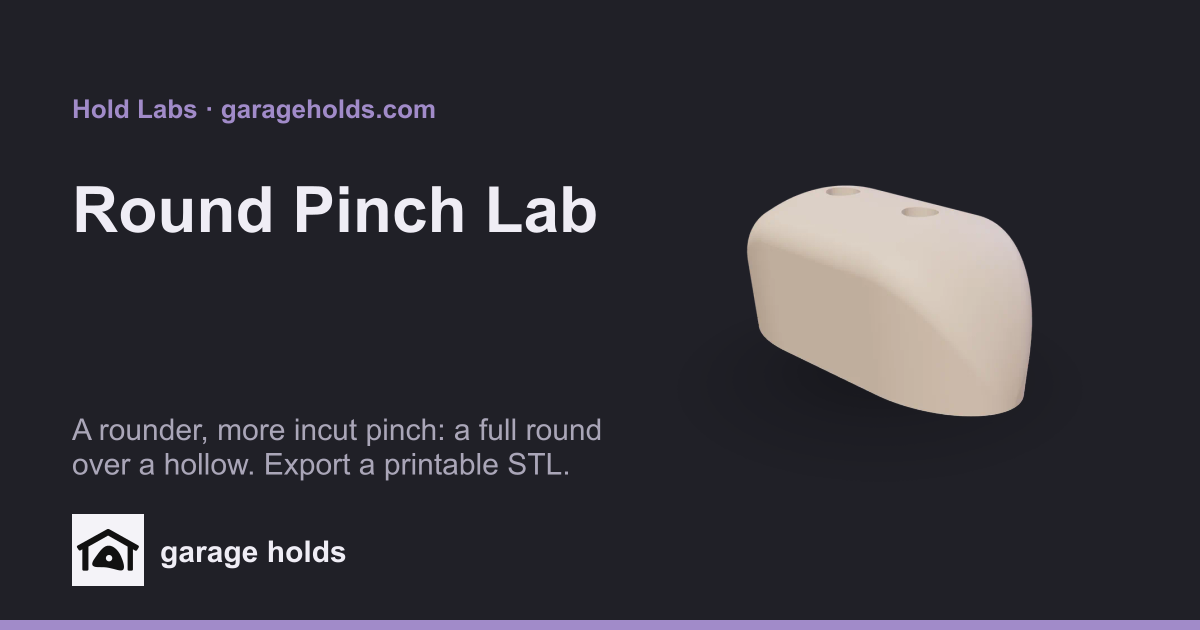 Hold Labs · garageholds.com
Round Pinch Lab
A rounder, more incut pinch: a full round
over a hollow. Export a printable STL.
garage holds